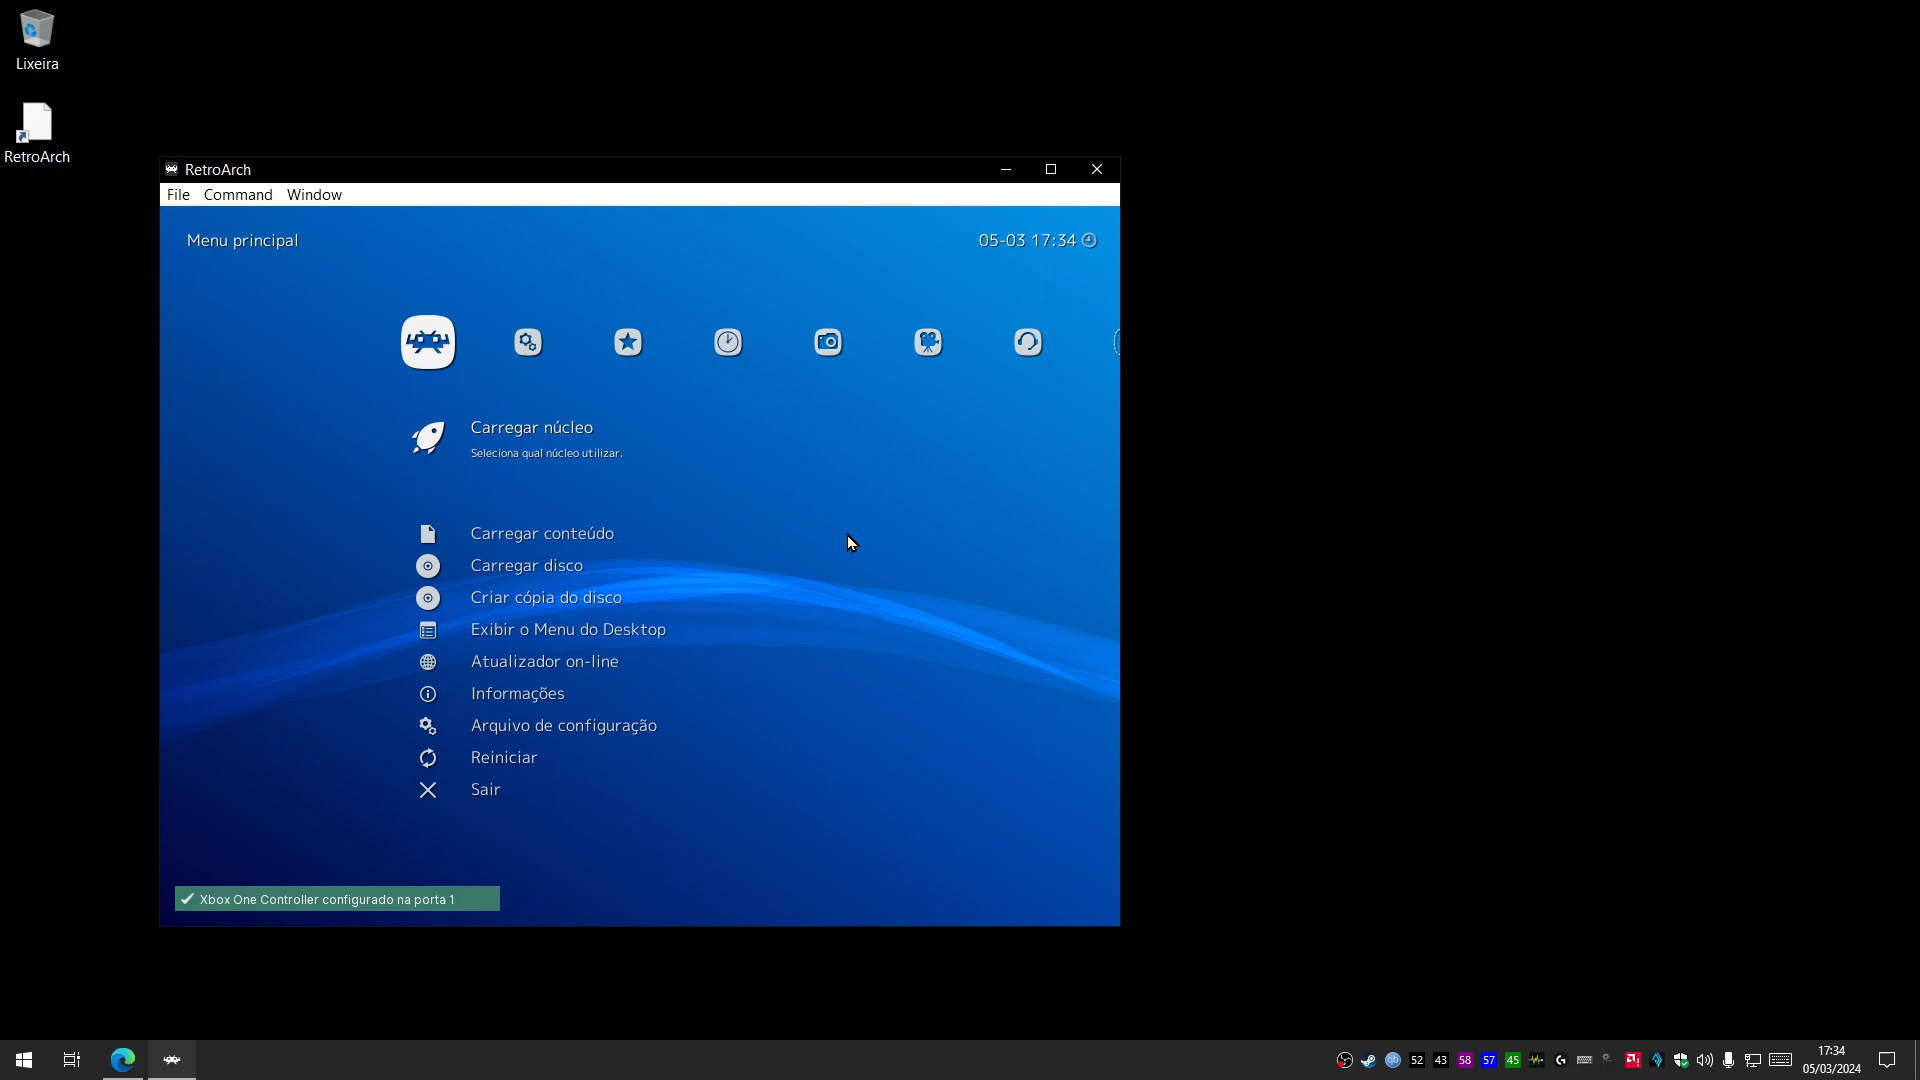 Lixeira
RetroArch
RetroArch
File Command Window
Menu principal
05-03 17:34
Carregar núcleo
Seleciona qual núcleo utilizar.
Carregar conteúdo
Carregar disco
Criar cópia do disco
Exibir o Menu do Desktop
Atualizador on-line
Informações
Arquivo de configuração
Reiniciar
Sair
Xbox One Controller configurado na porta 1
qb 52 43 58 57 45
17:34
05/03/2024